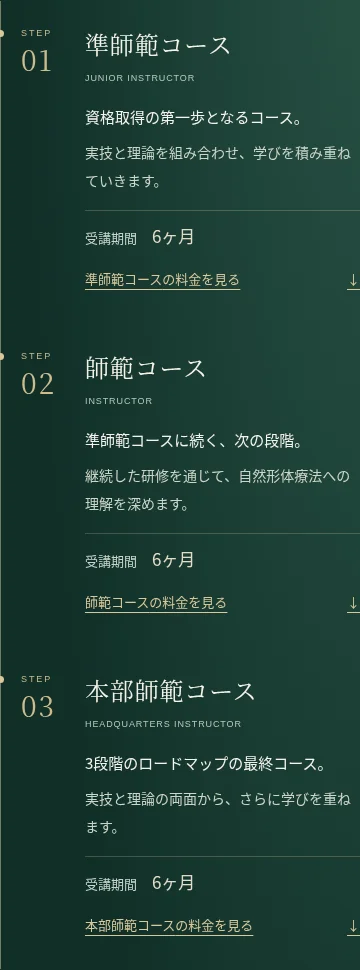 STEP
01
準師範コース
JUNIOR INSTRUCTOR
資格取得の第一歩となるコース。
実技と理論を組み合わせ、学びを積み重ね
ていきます。
受講期間 6ヶ月
準師範コースの料金を見る ↓
STEP
02
師範コース
INSTRUCTOR
準師範コースに続く、次の段階。
継続した研修を通じて、自然形体療法への
理解を深めます。
受講期間 6ヶ月
師範コースの料金を見る ↓
STEP
03
本部師範コース
HEADQUARTERS INSTRUCTOR
3段階のロードマップの最終コース。
実技と理論の両面から、さらに学びを重ね
ます。
受講期間 6ヶ月
本部師範コースの料金を見る ↓